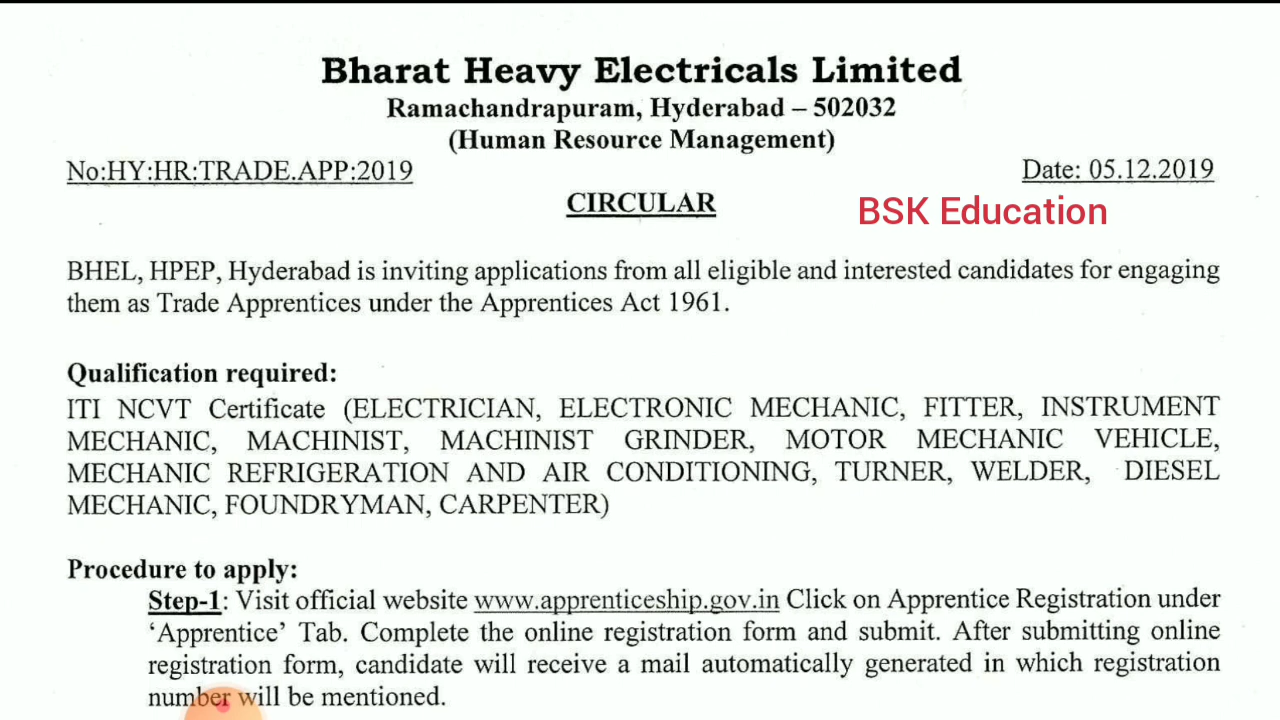 Bharat Heavy Electricals Limited
Ramachandrapuram, Hyderabad – 502032
(Human Resource Management)
No:HY:HR:TRADE.APP:2019 Date: 05.12.2019
CIRCULAR BSK Education
BHEL, HPEP, Hyderabad is inviting applications from all eligible and interested candidates for engaging
them as Trade Apprentices under the Apprentices Act 1961.
Qualification required:
ITI NCVT Certificate (ELECTRICIAN, ELECTRONIC MECHANIC, FITTER, INSTRUMENT
MECHANIC, MACHINIST, MACHINIST GRINDER, MOTOR MECHANIC VEHICLE,
MECHANIC REFRIGERATION AND AIR CONDITIONING, TURNER, WELDER, DIESEL
MECHANIC, FOUNDRYMAN, CARPENTER)
Procedure to apply:
Step-1: Visit official website www.apprenticeship.gov.in Click on Apprentice Registration under
‘Apprentice’ Tab. Complete the online registration form and submit. After submitting online
registration form, candidate will receive a mail automatically generated in which registration
number will be mentioned.